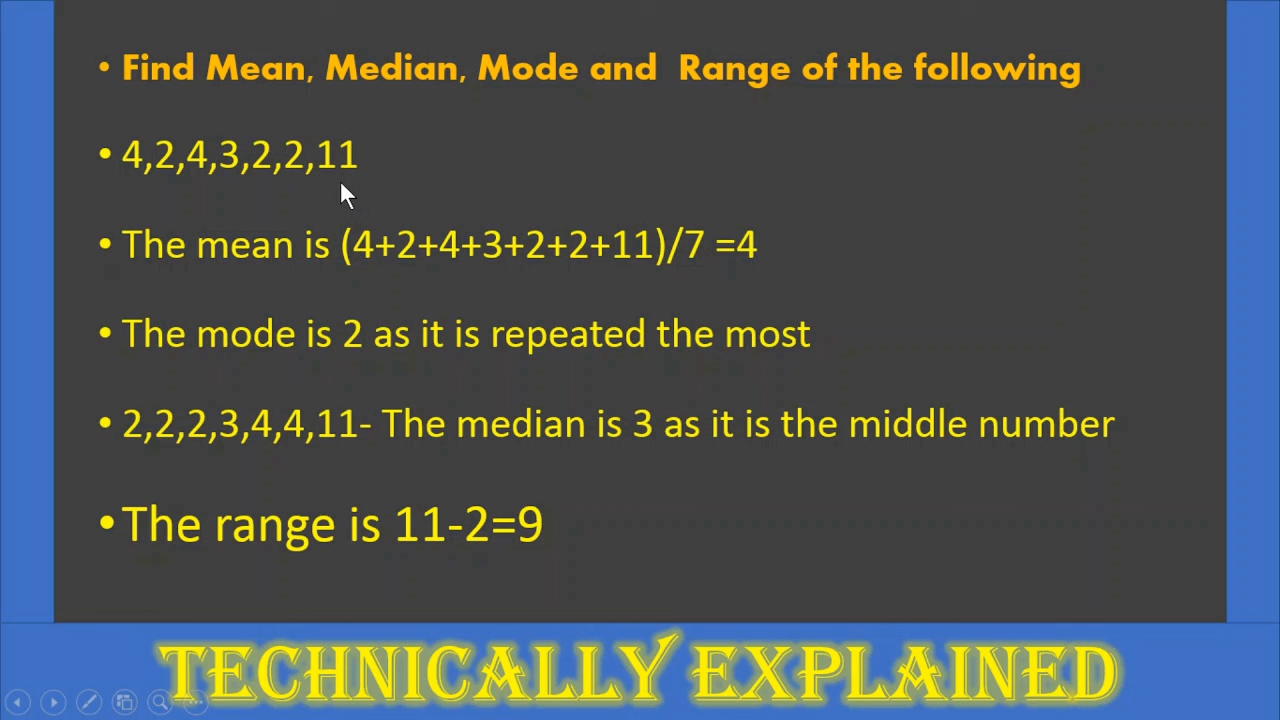 • Find Mean, Median, Mode and  Range of the following
• 4,2,4,3,2,2,11
• The mean is (4+2+4+3+2+2+11)/7 =4
• The mode is 2 as it is repeated the most
• 2,2,2,3,4,4,11- The median is 3 as it is the middle number
• The range is 11-2=9
TECHNICALLY EXPLAINED